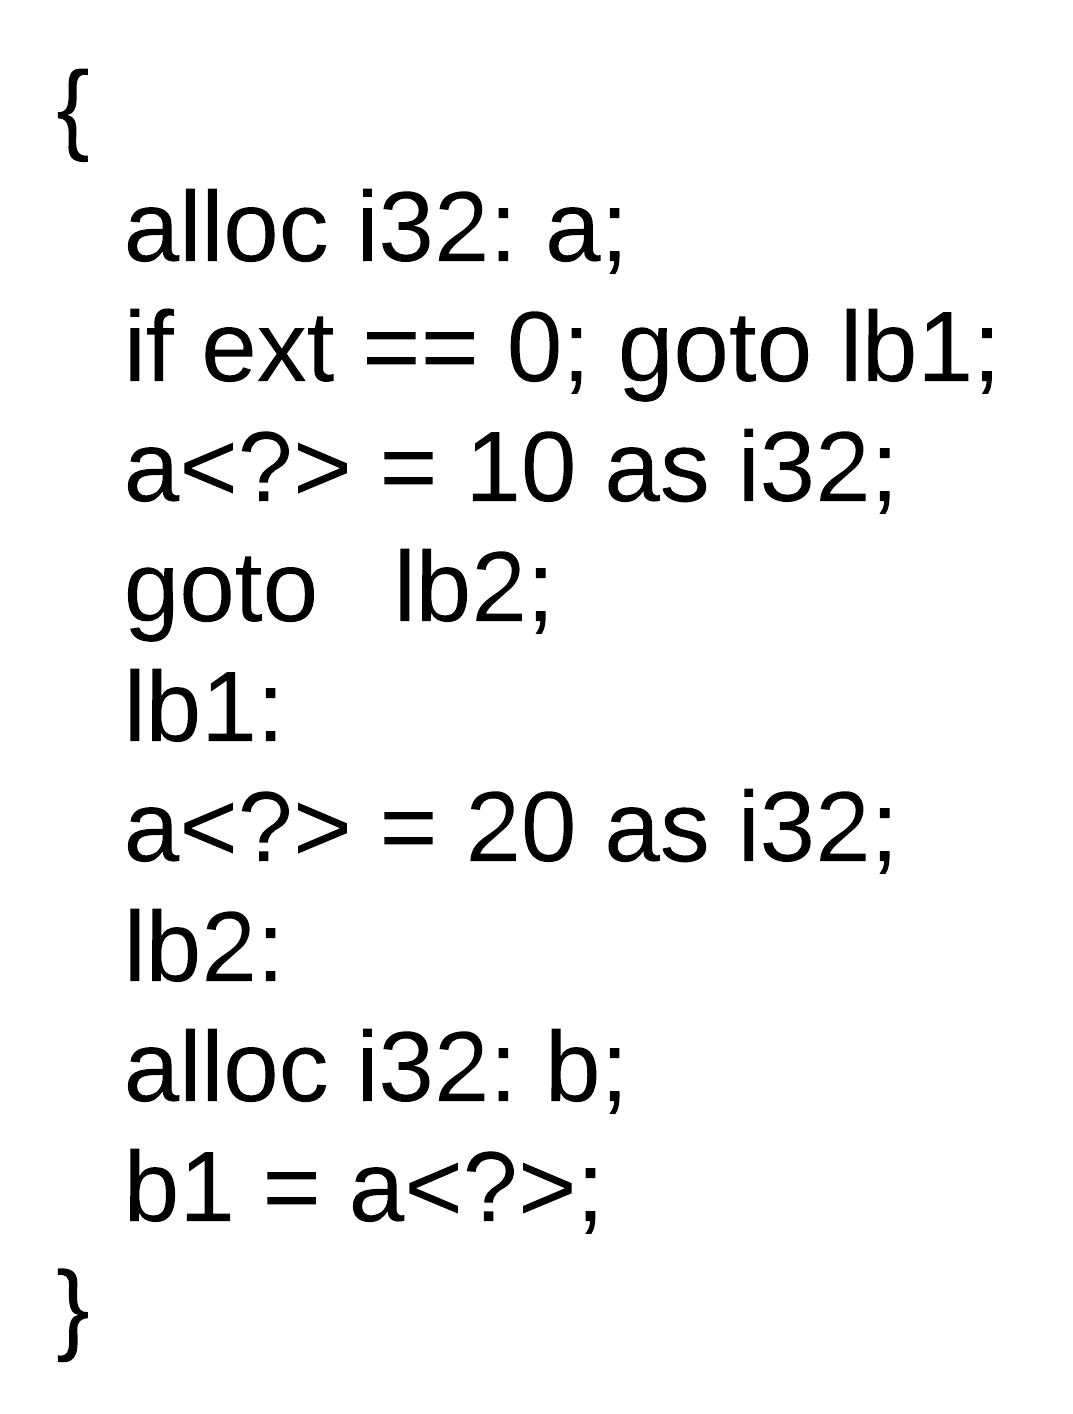 {
alloc i32: a;
if ext == 0; goto lb1;
a<?> = 10 as i32;
goto   lb2;
lb1:
a<?> = 20 as i32;
lb2:
alloc i32: b;
b1 = a<?>;
}